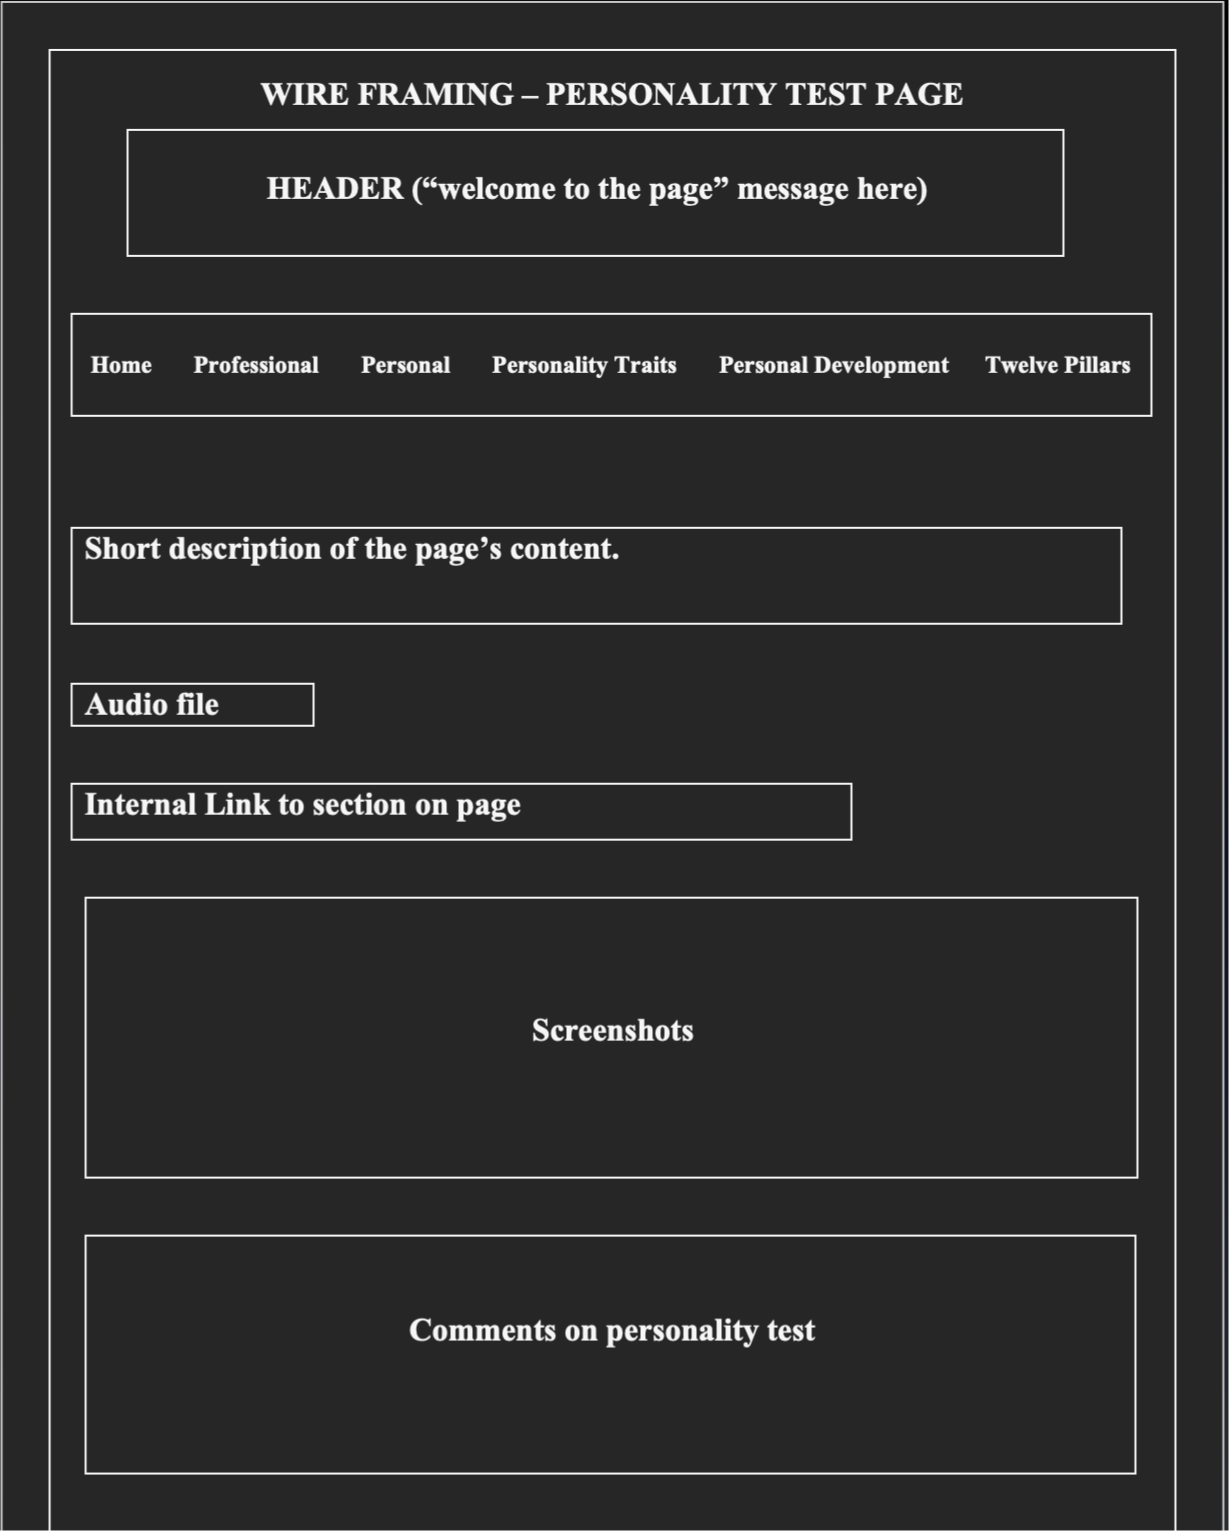 WIRE FRAMING – PERSONALITY TEST PAGE
HEADER (“welcome to the page” message here)
Home Professional Personal Personality Traits Personal Development Twelve Pillars
Short description of the page’s content.
Audio file
Internal Link to section on page
Screenshots
Comments on personality test